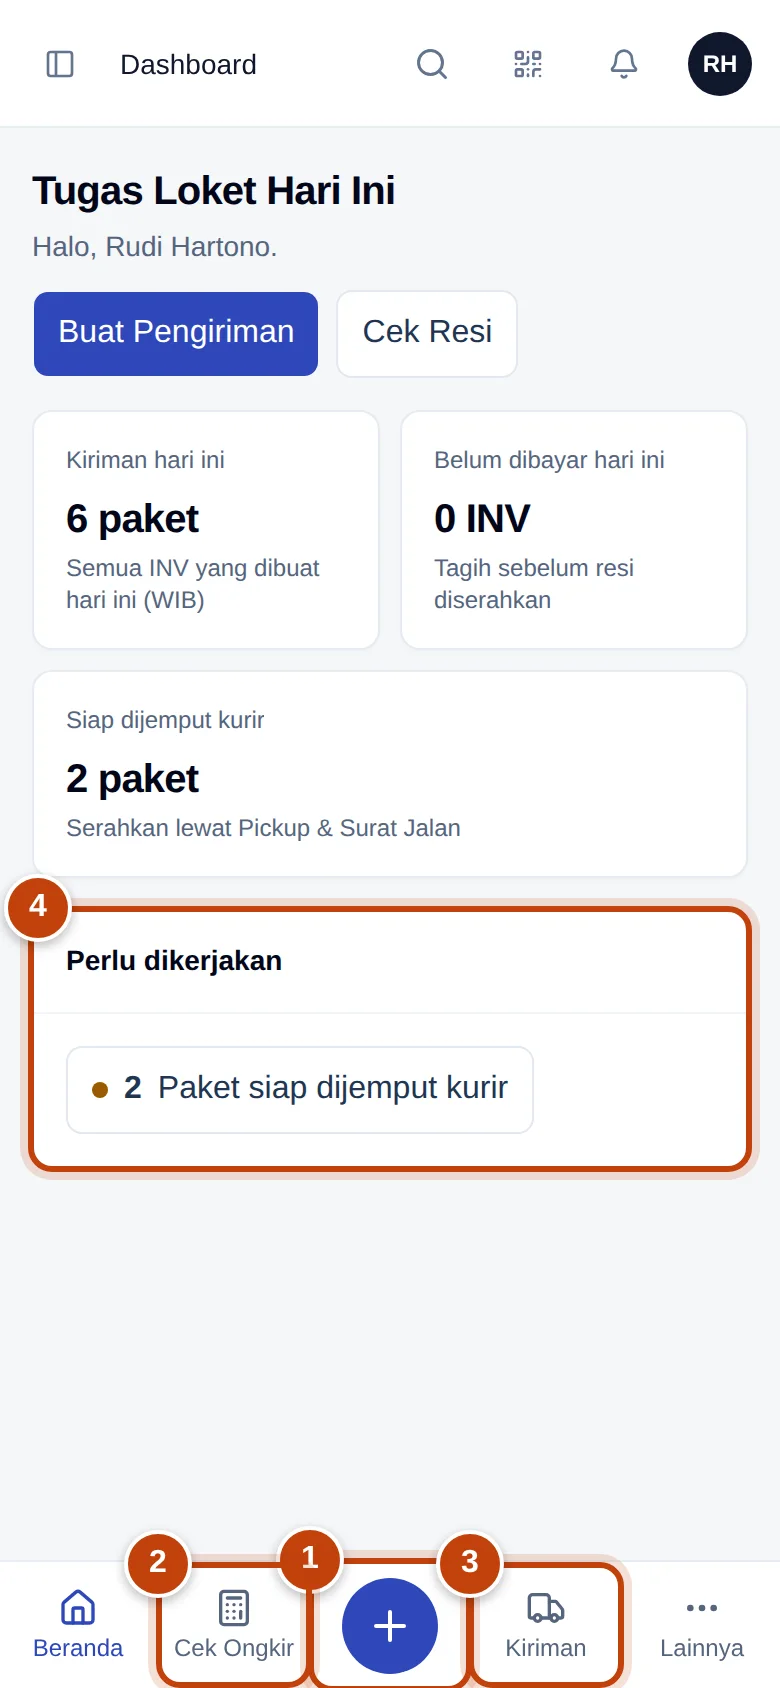 Dashboard
RH
Tugas Loket Hari Ini
Halo, Rudi Hartono.
Buat Pengiriman
Cek Resi
Kiriman hari ini
6 paket
Semua INV yang dibuat
hari ini (WIB)
Belum dibayar hari ini
0 INV
Tagih sebelum resi
diserahkan
Siap dijemput kurir
2 paket
Serahkan lewat Pickup & Surat Jalan
4
Perlu dikerjakan
2 Paket siap dijemput kurir
2
1
3
Beranda
Cek Ongkir
Kiriman
Lainnya